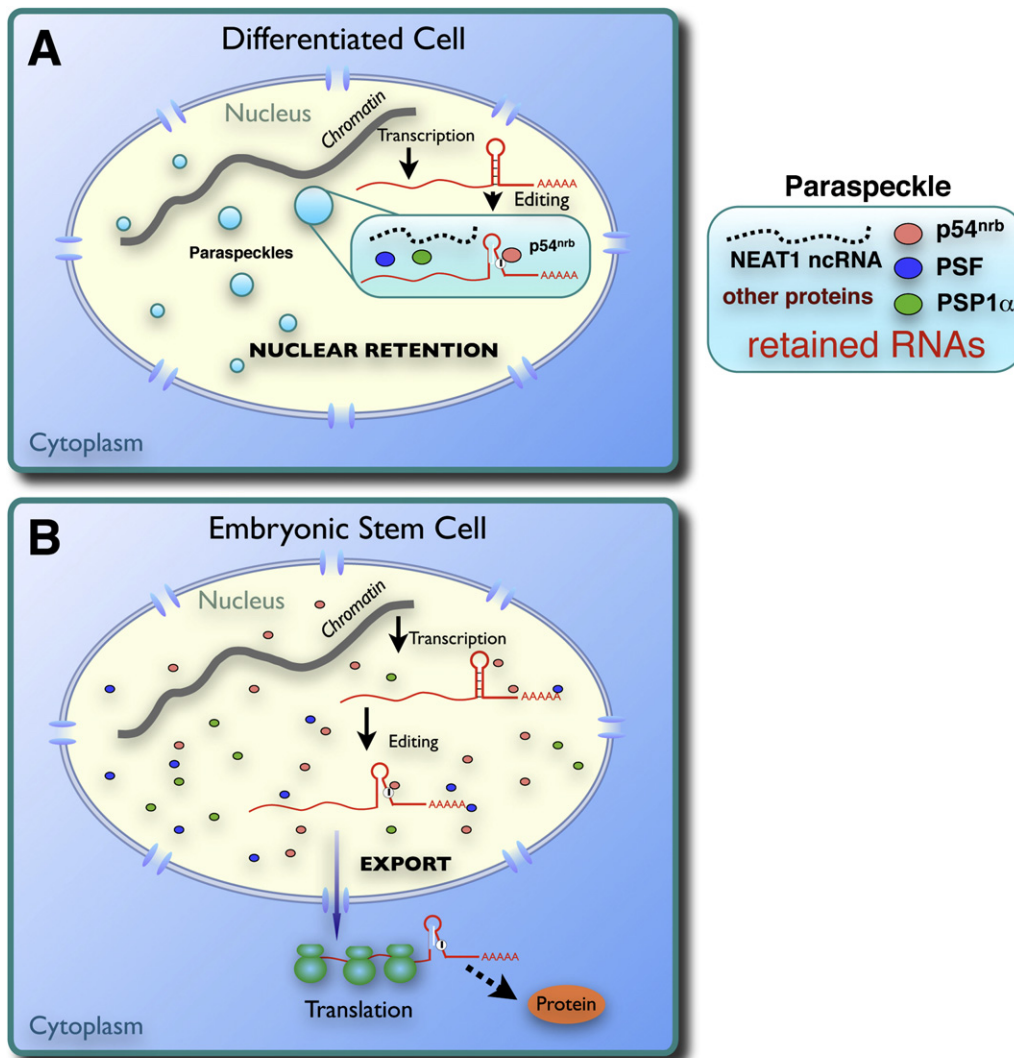 A
Differentiated Cell
Nucleus
Chromatin
Transcription
AAAAA
Editing
p54nrb
I
AAAAA
Paraspeckles
NUCLEAR RETENTION
Cytoplasm
Paraspeckle
NEAT1 ncRNA
other proteins
p54nrb
PSF
PSP1α
retained RNAs
B
Embryonic Stem Cell
Nucleus
Chromatin
Transcription
AAAAA
Editing
I
AAAAA
EXPORT
I
AAAAA
Translation
Protein
Cytoplasm